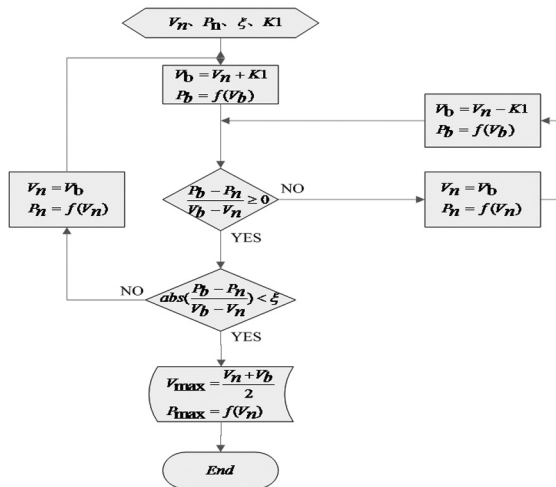 Vn、Pn、ξ、K1
Vb = Vn + K1
Pb = f(Vb)
Vb = Vn − K1
Pb = f(Vb)
Vn = Vb
Pn = f(Vn)
(Pb − Pn)/(Vb − Vn) ≥ 0
NO
Vn = Vb
Pn = f(Vn)
YES
NO
abs((Pb − Pn)/(Vb − Vn)) < ξ
YES
Vmax = (Vn + Vb)/2
Pmax = f(Vn)
End